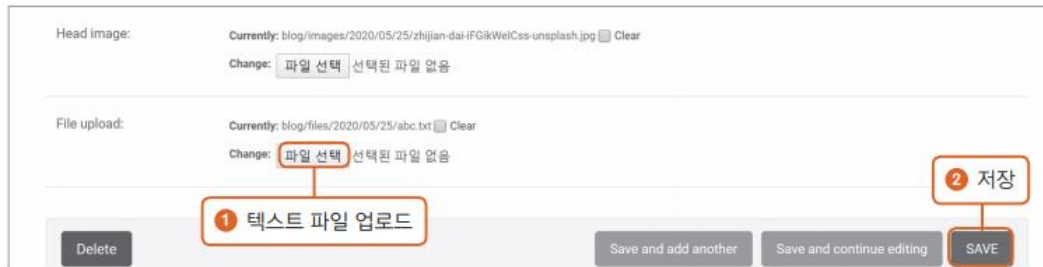 Head image:
Currently: blog/images/2020/05/25/zhijian-dai-iFGikWelCss-unsplash.jpg Clear
Change: 파일 선택 선택된 파일 없음
File upload:
Currently: blog/files/2020/05/25/abc.txt Clear
Change: 파일 선택 선택된 파일 없음
2 저장
1 텍스트 파일 업로드
Delete Save and add another Save and continue editing SAVE